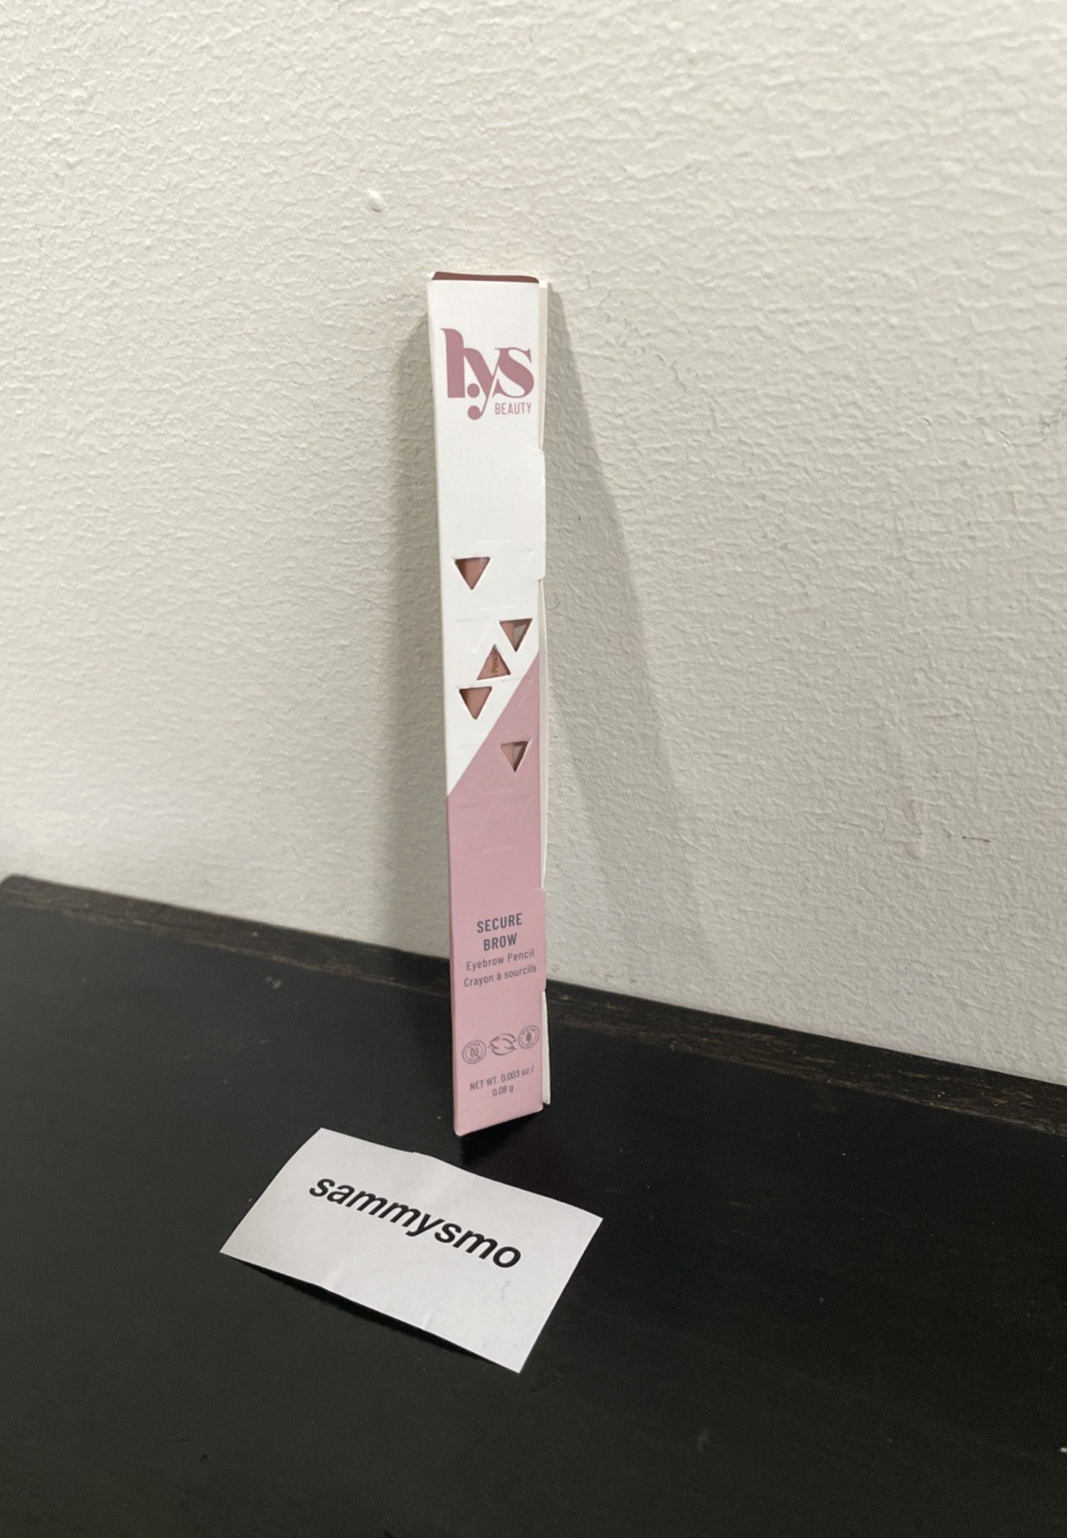 lys
BEAUTY
SECURE
BROW
Eyebrow Pencil
Crayon à sourcils
NET WT. 0.003 oz /
0.08 g
sammysmo